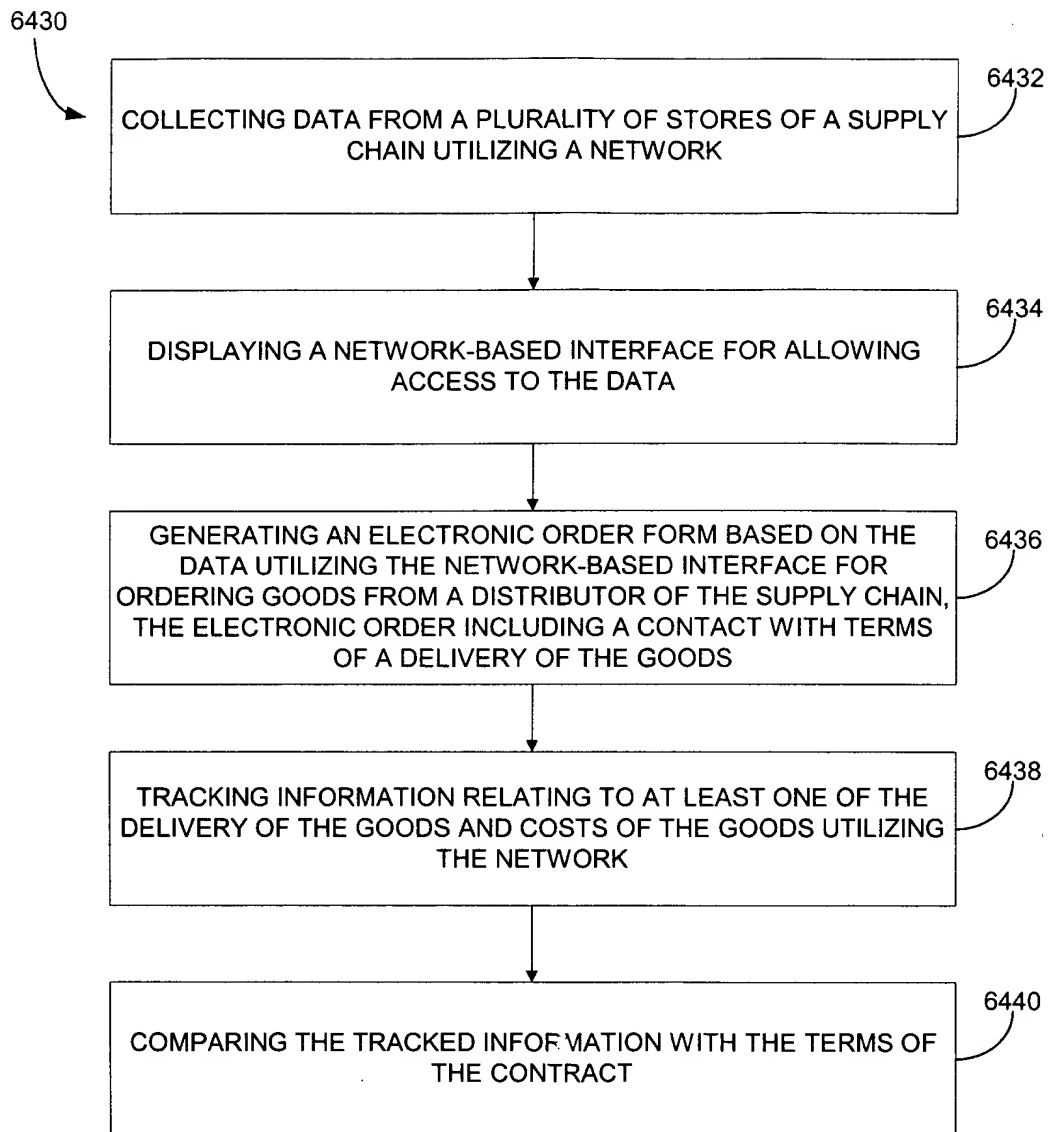 6430
6432
COLLECTING DATA FROM A PLURALITY OF STORES OF A SUPPLY
CHAIN UTILIZING A NETWORK
6434
DISPLAYING A NETWORK-BASED INTERFACE FOR ALLOWING
ACCESS TO THE DATA
6436
GENERATING AN ELECTRONIC ORDER FORM BASED ON THE
DATA UTILIZING THE NETWORK-BASED INTERFACE FOR
ORDERING GOODS FROM A DISTRIBUTOR OF THE SUPPLY CHAIN,
THE ELECTRONIC ORDER INCLUDING A CONTACT WITH TERMS
OF A DELIVERY OF THE GOODS
6438
TRACKING INFORMATION RELATING TO AT LEAST ONE OF THE
DELIVERY OF THE GOODS AND COSTS OF THE GOODS UTILIZING
THE NETWORK
6440
COMPARING THE TRACKED INFORMATION WITH THE TERMS OF
THE CONTRACT